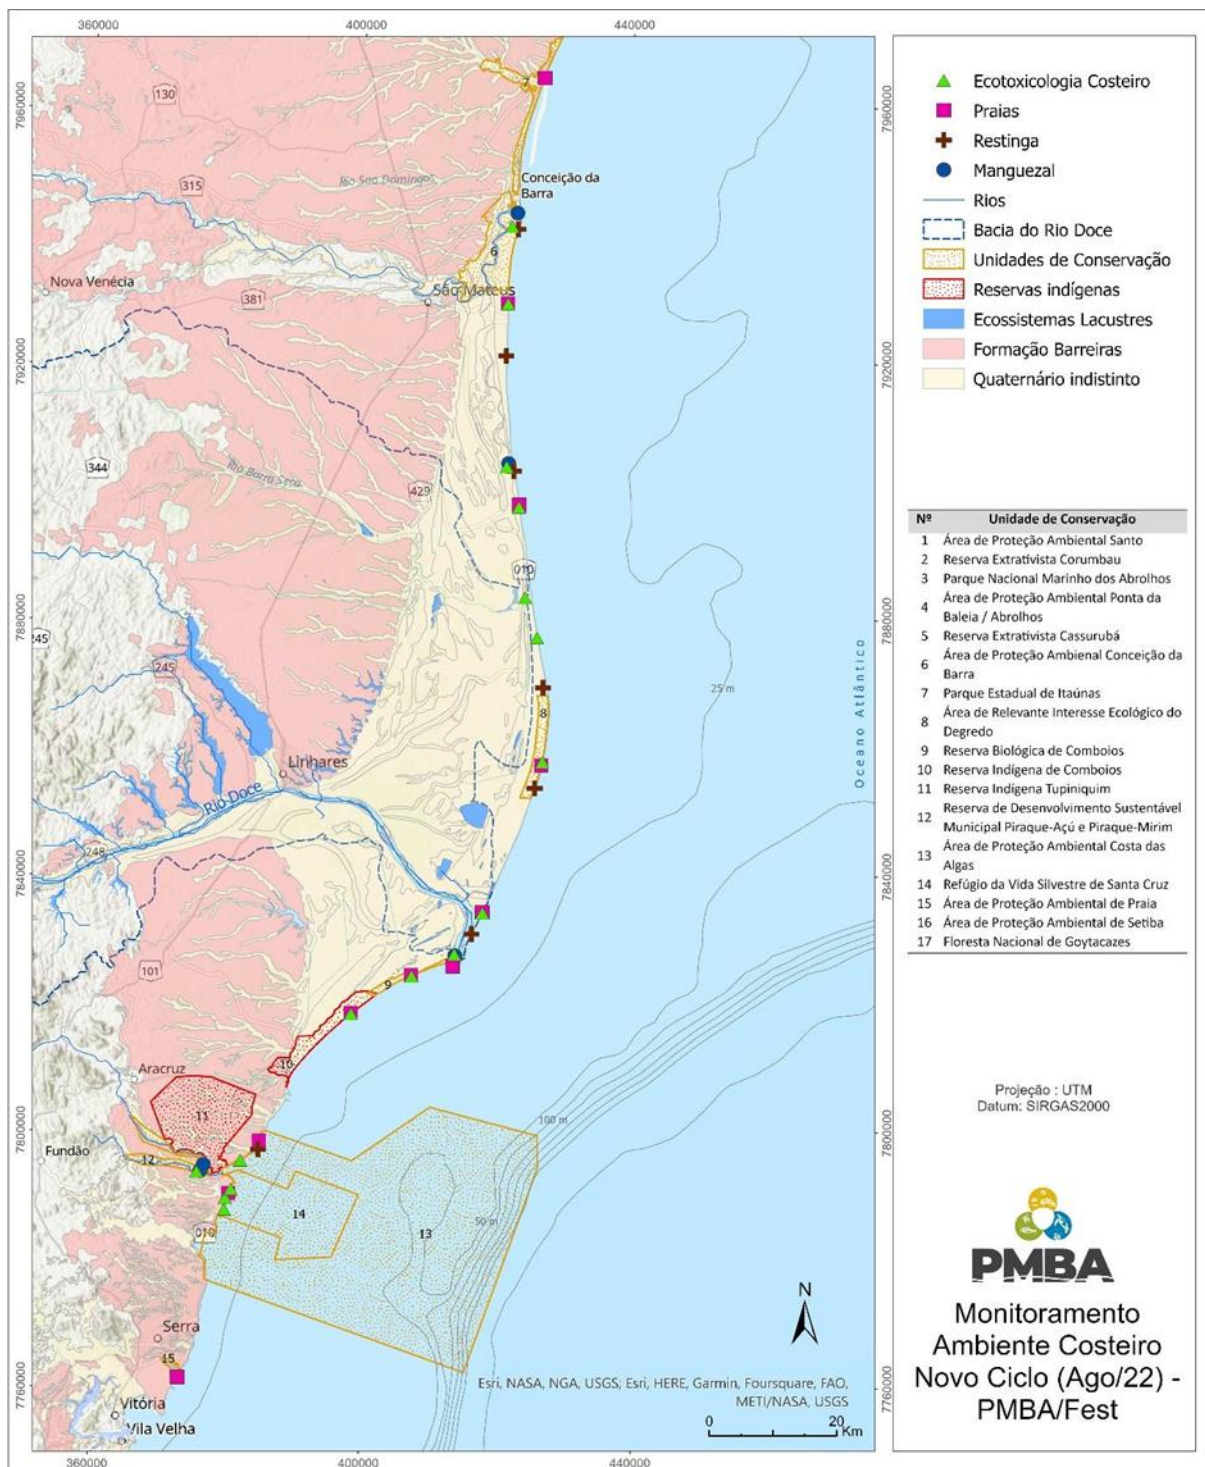 360000
400000
440000
7960000
7960000
130
7
Conceição da
Barra
315
Rio São Domingos
6
Nova Venécia
381
São Mateus
7920000
7920000
344
Rio Barra Seca
429
010
7880000
7880000
245
245
25 m
Oceano Atlântico
8
Linhares
Rio Doce
248
7840000
7840000
101
9
10
Aracruz
11
100 m
7800000
7800000
Fundão
12
14
13
50 m
010
Serra
15
Vitória
Vila Velha
7760000
7760000
N
Esri, NASA, NGA, USGS; Esri, HERE, Garmin, Foursquare, FAO,
METI/NASA, USGS
0 20
Km
360000
400000
440000
Ecotoxicologia Costeiro
Praias
Restinga
Manguezal
Rios
Bacia do Rio Doce
Unidades de Conservação
Reservas indígenas
Ecossistemas Lacustres
Formação Barreiras
Quaternário indistinto
Nº Unidade de Conservação
1 Área de Proteção Ambiental Santo
2 Reserva Extrativista Corumbau
3 Parque Nacional Marinho dos Abrolhos
4 Área de Proteção Ambiental Ponta da
Baleia / Abrolhos
5 Reserva Extrativista Cassurubá
6 Área de Proteção Ambienal Conceição da
Barra
7 Parque Estadual de Itaúnas
8 Área de Relevante Interesse Ecológico do
Degredo
9 Reserva Biológica de Comboios
10 Reserva Indígena de Comboios
11 Reserva Indígena Tupiniquim
12 Reserva de Desenvolvimento Sustentável
Municipal Piraque-Açú e Piraque-Mirim
13 Área de Proteção Ambiental Costa das
Algas
14 Refúgio da Vida Silvestre de Santa Cruz
15 Área de Proteção Ambiental de Praia
16 Área de Proteção Ambiental de Setiba
17 Floresta Nacional de Goytacazes
Projeção : UTM
Datum: SIRGAS2000
PMBA
Monitoramento
Ambiente Costeiro
Novo Ciclo (Ago/22) -
PMBA/Fest